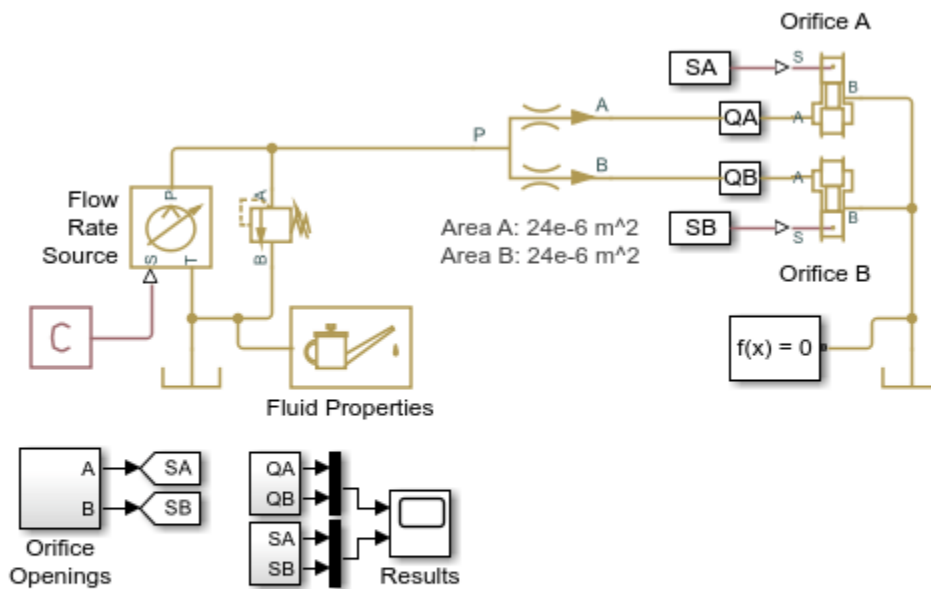 Orifice A
SA
S
B
A
QA
A
P
B
QB
A
B
Flow
Rate
Source
P
A
B
S
T
Area A: 24e-6 m^2
Area B: 24e-6 m^2
SB
S
Orifice B
C
f(x) = 0
Fluid Properties
A
SA
B
SB
Orifice
Openings
QA
QB
SA
SB
Results